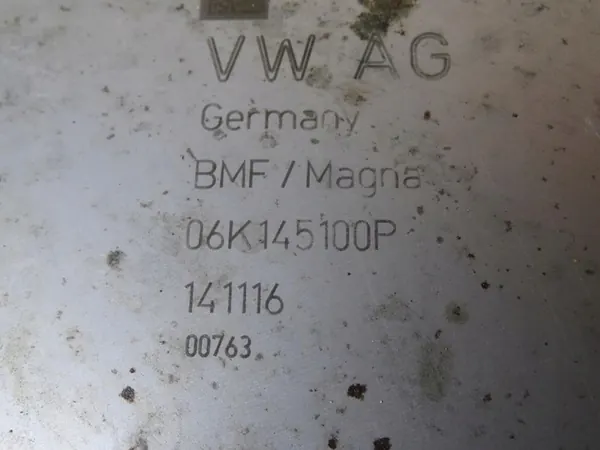 VW AG
Germany
BMF / Magna
06K145100P
141116
00763